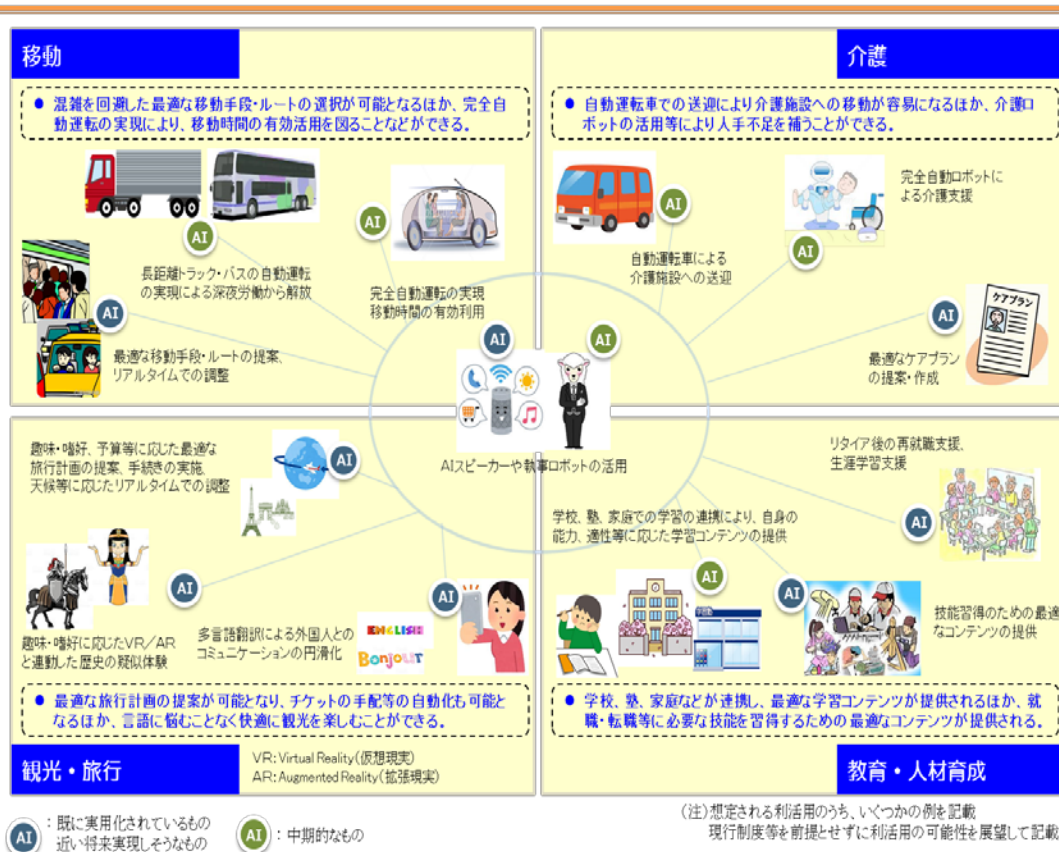 移動
● 混雑を回避した最適な移動手段・ルートの選択が可能となるほか、完全自
動運転の実現により、移動時間の有効活用を図ることなどができる。
AI
長距離トラック・バスの自動運転
の実現による深夜労働から解放
AI
完全自動運転の実現
移動時間の有効利用
AI
最適な移動手段・ルートの提案、
リアルタイムでの調整
介護
● 自動運転車での送迎により介護施設への移動が容易になるほか、介護ロ
ボットの活用等により人手不足を補うことができる。
AI
自動運転車による
介護施設への送迎
完全自動ロボットに
よる介護支援
AI
AI
ケアプラン
最適なケアプラン
の提案・作成
AI
AI
AIスピーカーや執事ロボットの活用
趣味・嗜好、予算等に応じた最適な
旅行計画の提案、手続きの実施、
天候等に応じたリアルタイムでの調整
AI
AI
趣味・嗜好に応じたVR/AR
と連動した歴史の疑似体験
AI
多言語翻訳による外国人との
コミュニケーションの円滑化
ENGLISH
Bonjour
● 最適な旅行計画の提案が可能となり、チケットの手配等の自動化も可能と
なるほか、言語に悩むことなく快適に観光を楽しむことができる。
観光・旅行
VR:Virtual Reality(仮想現実)
AR:Augmented Reality(拡張現実)
リタイア後の再就職支援、
生涯学習支援
AI
学校、塾、家庭での学習の連携により、自身の
能力、適性等に応じた学習コンテンツの提供
AI
AI
技能習得のための最適
なコンテンツの提供
● 学校、塾、家庭などが連携し、最適な学習コンテンツが提供されるほか、就
職・転職等に必要な技能を習得するための最適なコンテンツが提供される。
教育・人材育成
AI
:既に実用化されているもの
近い将来実現しそうなもの
AI
:中期的なもの
(注)想定される利活用のうち、いくつかの例を記載
現行制度等を前提とせずに利活用の可能性を展望して記載